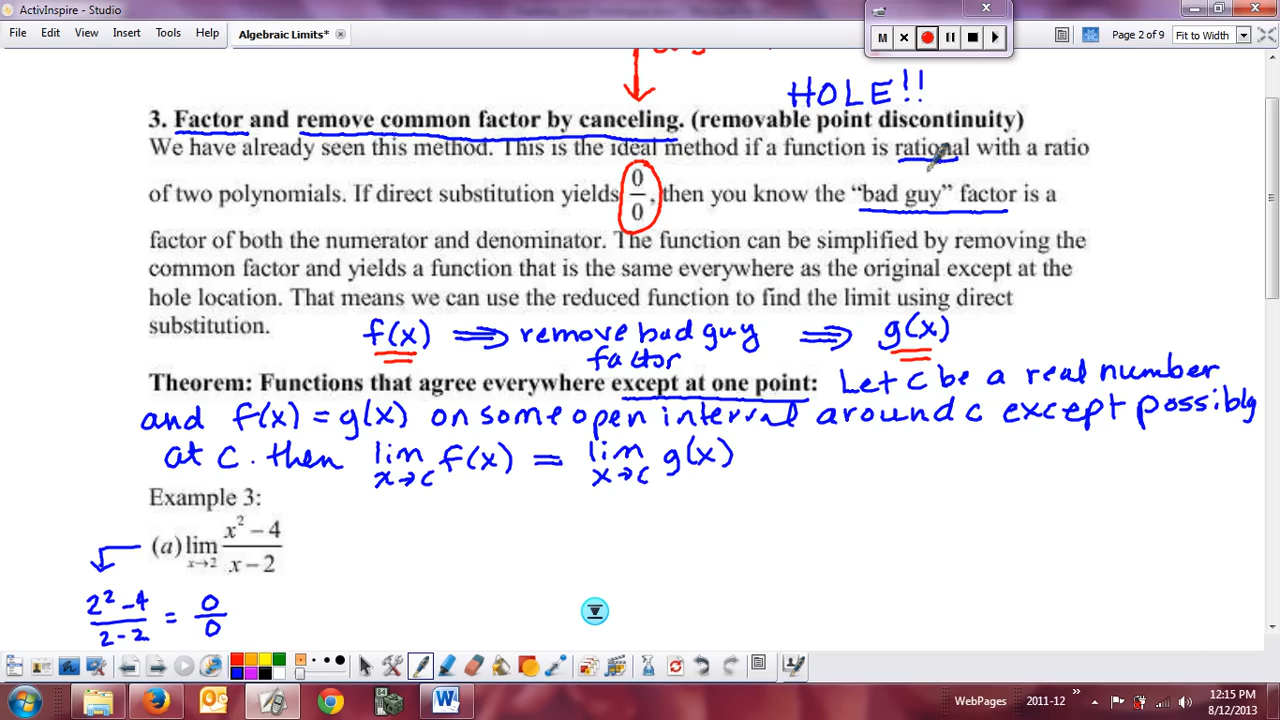 ActivInspire - Studio
File Edit View Insert Tools Help Algebraic Limits* Page 2 of 9 Fit to Width
M
HOLE!!
3. Factor and remove common factor by canceling. (removable point discontinuity)
We have already seen this method. This is the ideal method if a function is rational with a ratio
of two polynomials. If direct substitution yields 0/0, then you know the “bad guy” factor is a
factor of both the numerator and denominator. The function can be simplified by removing the
common factor and yields a function that is the same everywhere as the original except at the
hole location. That means we can use the reduced function to find the limit using direct
substitution. f(x) ⟹ remove bad guy ⟹ g(x)
factor
Theorem: Functions that agree everywhere except at one point: Let c be a real number
and f(x) = g(x) on some open interval around c except possibly
at c. then lim x→c f(x) = lim x→c g(x)
Example 3:
(a) lim x→2 (x² − 4)/(x − 2)
(2² − 4)/(2 − 2) = 0/0
WebPages 2011-12 » 12:15 PM
8/12/2013